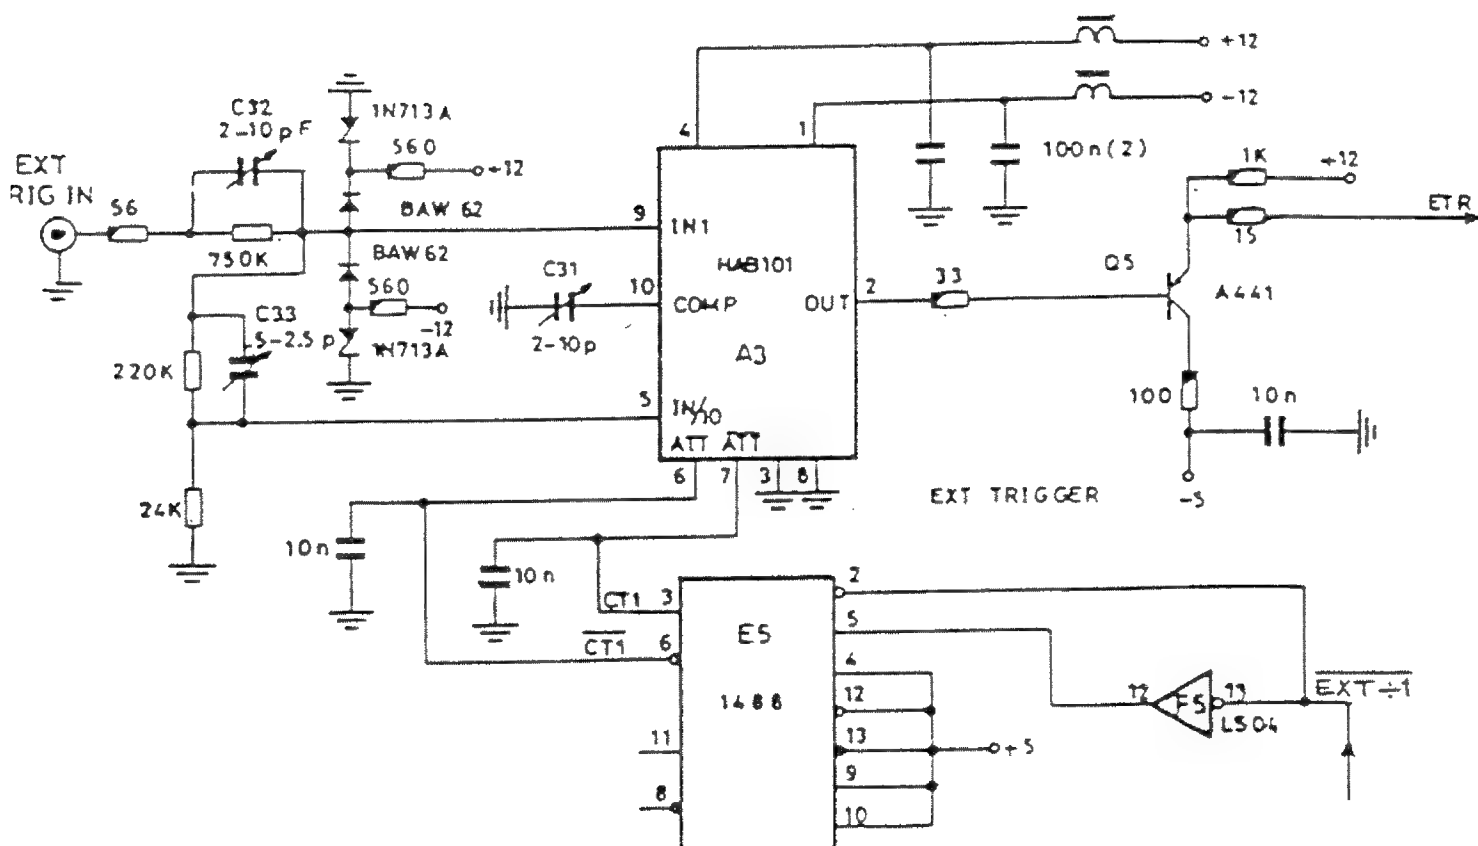 +12
-12
C32
2-10pF
1N713A
4
1
EXT
RIG IN
56
560
+12
100n(2)
1K
+12
750K
BAW 62
9
IN1
15
ETR
BAW62
HAB101
C31
10
COMP
OUT
2
33
Q5
A441
560
-12
C33
.5-2.5p
1N713A
2-10p
A3
220K
100
10n
5
IN/10
ATT
ATT
6
7
3
8
-5
24K
EXT TRIGGER
10n
10n
CT1
3
2
CT1
6
E5
5
4
1488
12
12
F5
13
EXT÷1
LS04
11
13
+5
8
9
10